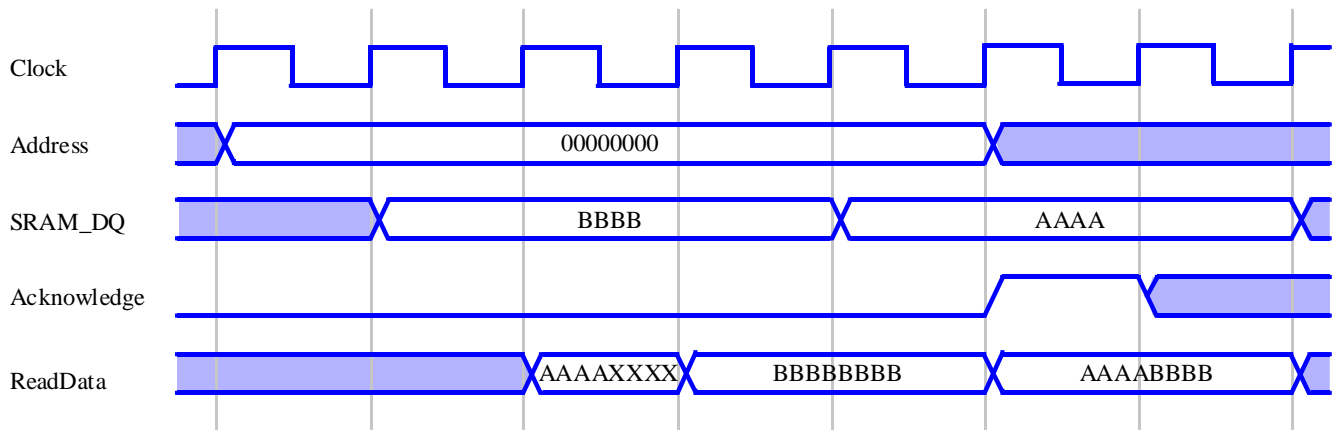 Clock
Address 00000000
SRAM_DQ BBBB AAAA
Acknowledge
ReadData AAAAXXXX BBBBBBBB AAAABBBB